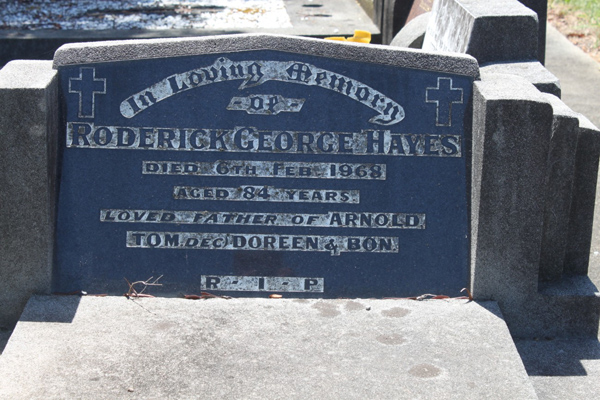 In Loving Memory
of
RODERICK GEORGE HAYES
DIED 6TH FEB. 1968
AGED 84 YEARS
LOVED FATHER OF ARNOLD
TOM DECD DOREEN & BON
R-I-P